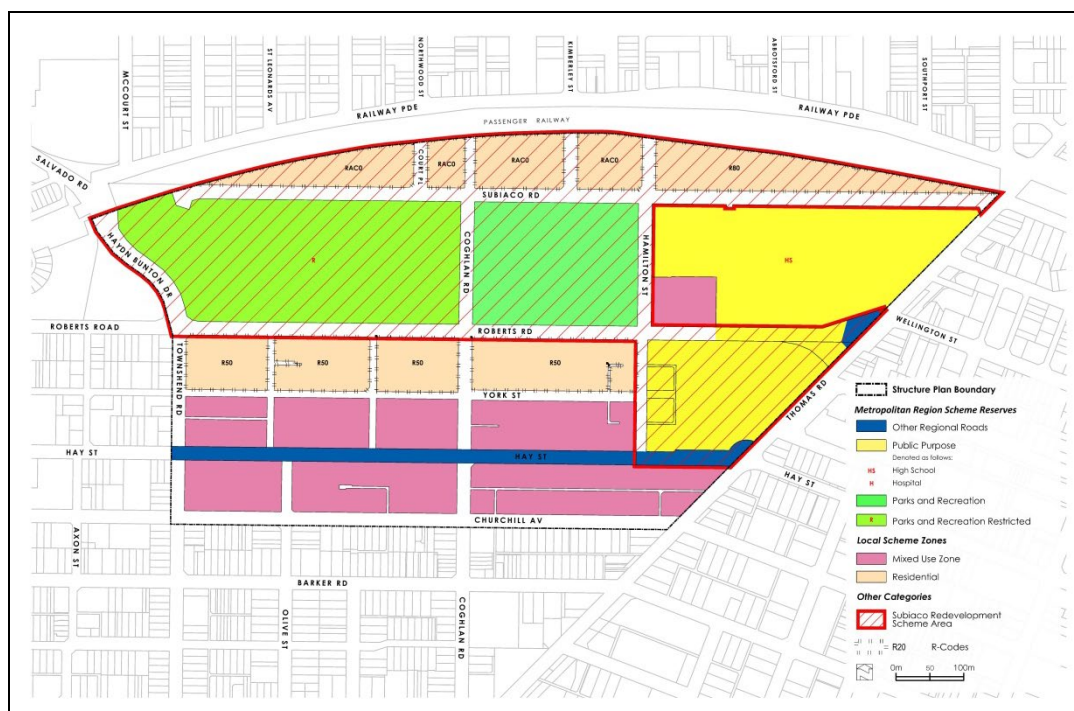 MCCOURT ST
ST LEONARDS AV
NORTHWOOD ST
KIMBERLEY ST
ABBOTSFORD ST
SOUTHPORT ST
RAILWAY PDE
RAILWAY PDE
PASSENGER RAILWAY
SALVADO RD
RAC0
COURT PL
RAC0
RAC0
RAC0
R80
SUBIACO RD
HAYDN BUNTON DR
R
COGHLAN RD
HAMILTON ST
HS
ROBERTS ROAD
ROBERTS RD
WELLINGTON ST
TOWNSHEND RD
R50
R50
R50
R50
YORK ST
THOMAS RD
HAY ST
HAY ST
HAY ST
CHURCHILL AV
AXON ST
BARKER RD
OLIVE ST
COGHLAN RD
Structure Plan Boundary
Metropolitan Region Scheme Reserves
Other Regional Roads
Public Purpose
Denoted as follows:
HS High School
H Hospital
Parks and Recreation
R Parks and Recreation Restricted
Local Scheme Zones
Mixed Use Zone
Residential
Other Categories
Subiaco Redevelopment
Scheme Area
R20 R-Codes
0m 50 100m